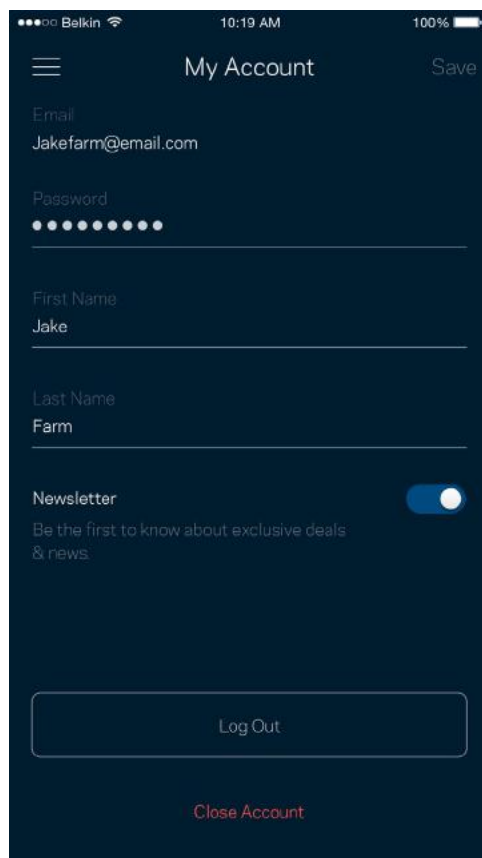 Belkin 10:19 AM 100%
My Account Save
Email
Jakefarm@email.com
Password
●●●●●●●●●
First Name
Jake
Last Name
Farm
Newsletter
Be the first to know about exclusive deals
& news.
Log Out
Close Account